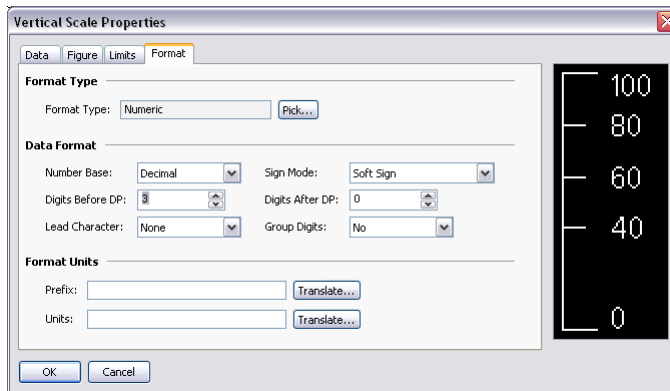 Vertical Scale Properties
Data Figure Limits Format
Format Type
Format Type: Numeric Pick...
Data Format
Number Base: Decimal Sign Mode: Soft Sign
Digits Before DP: 3 Digits After DP: 0
Lead Character: None Group Digits: No
Format Units
Prefix: Translate...
Units: Translate...
OK Cancel
100
80
60
40
0